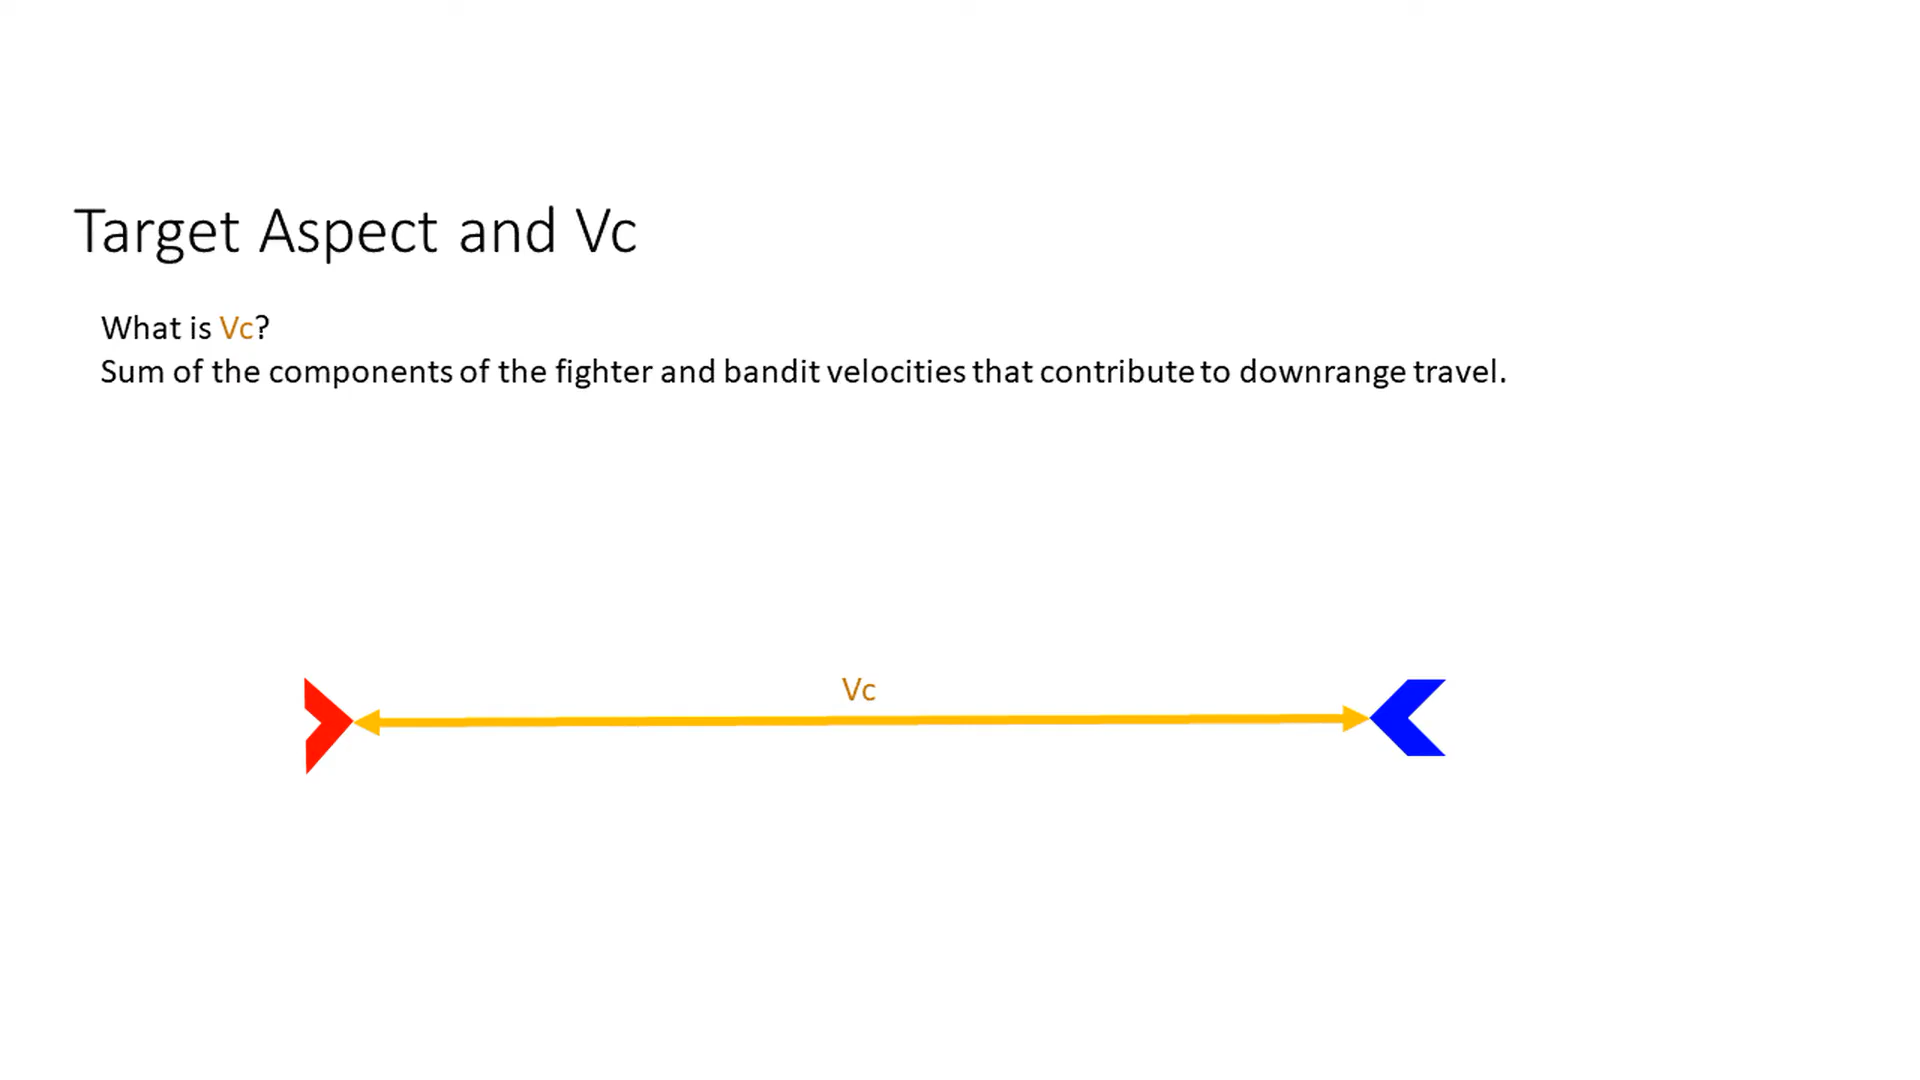 Target Aspect and Vc
What is Vc?
Sum of the components of the fighter and bandit velocities that contribute to downrange travel.
Vc